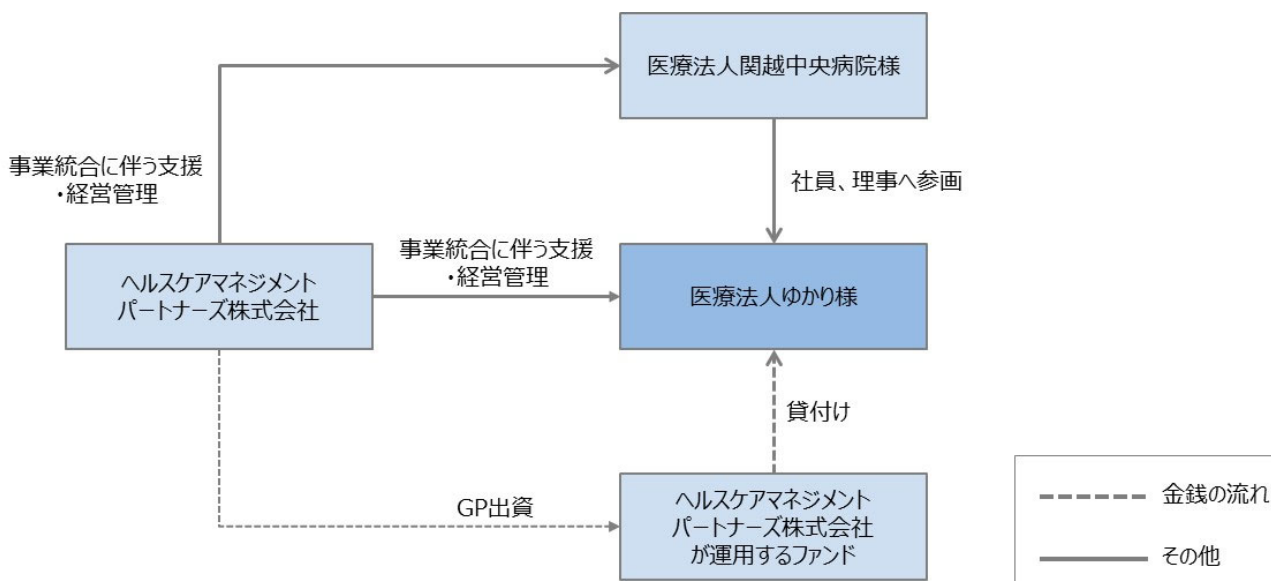 医療法人関越中央病院様
事業統合に伴う支援
・経営管理
社員、理事へ参画
事業統合に伴う支援
・経営管理
ヘルスケアマネジメント
パートナーズ株式会社
医療法人ゆかり様
貸付け
GP出資
ヘルスケアマネジメント
パートナーズ株式会社
が運用するファンド
金銭の流れ
その他